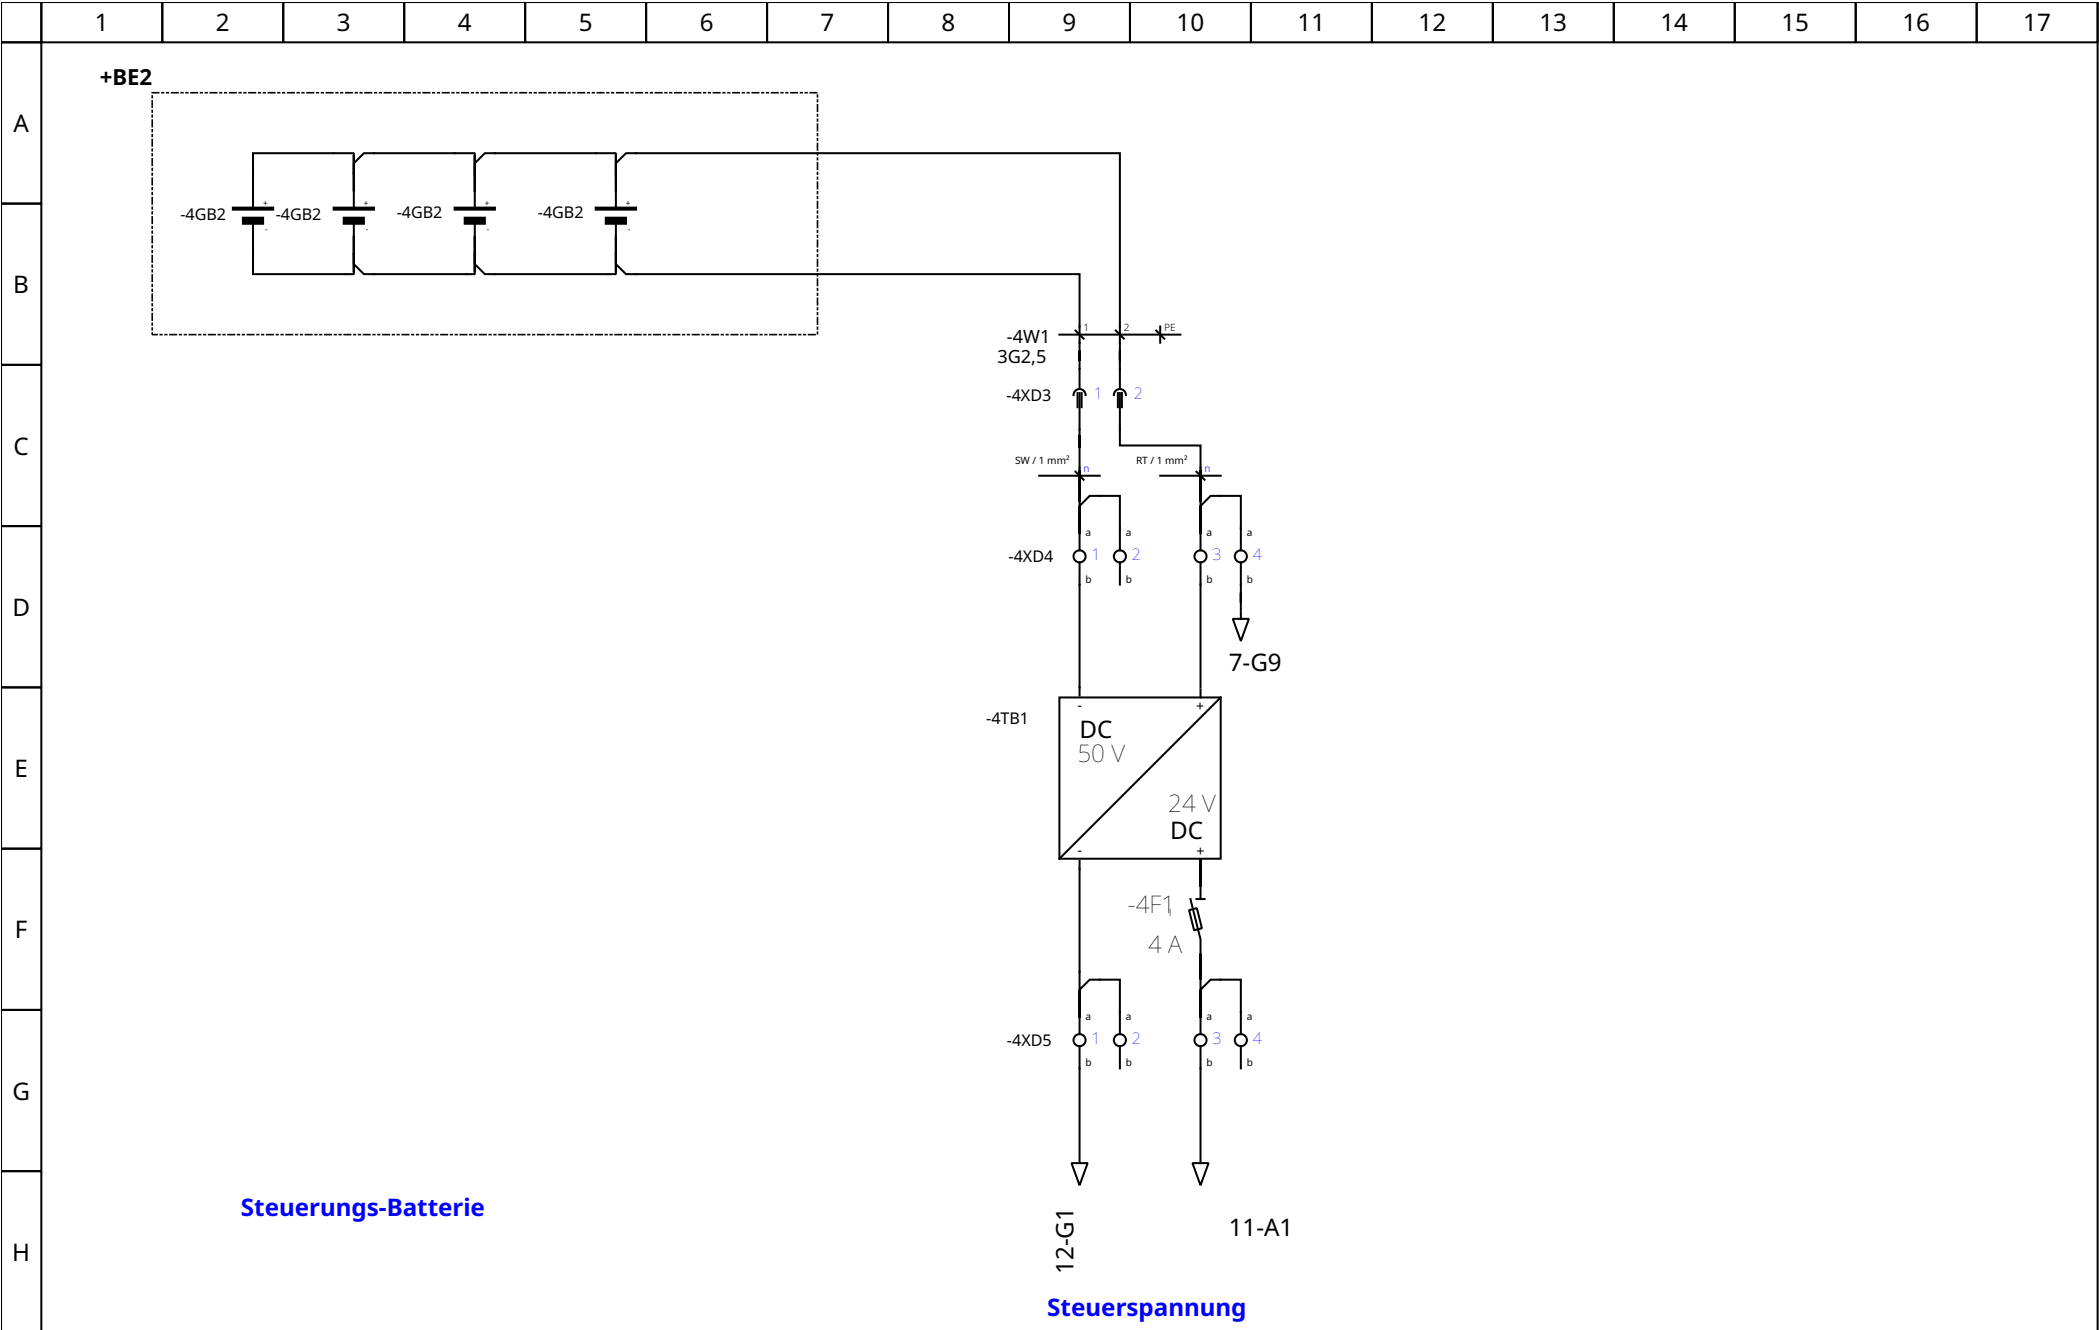 1 2 3 4 5 6 7 8 9 10 11 12 13 14 15 16 17
+BE2
A
+ + + +
-4GB2 -4GB2 -4GB2 -4GB2
- - - -
B
1 2 PE
-4W1
3G2,5
-4XD3 1 2
C
SW / 1 mm² n RT / 1 mm² n
a a a a
-4XD4 1 2 3 4
b b b b
D
7-G9
- +
-4TB1
DC
50 V
E
24 V
DC
- +
-4F1
F
4 A
a a a a
-4XD5 1 2 3 4
b b b b
G
Steuerungs-Batterie
12-G1
11-A1
H
Steuerspannung